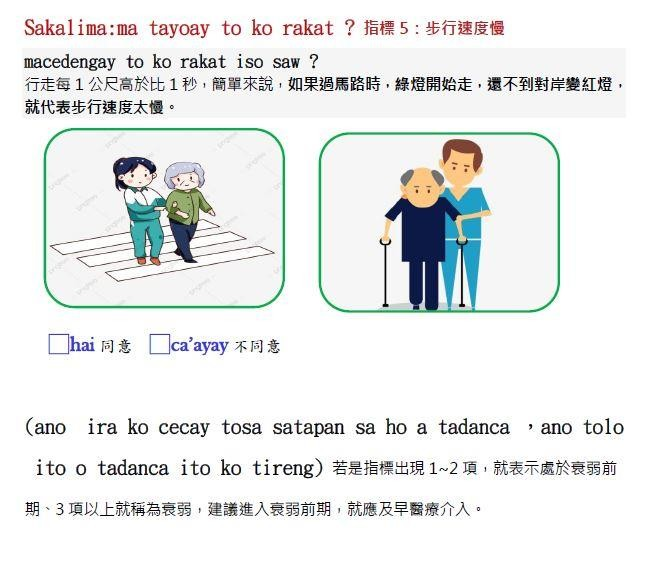 Sakalima:ma tayoay to ko rakat ? 指標 5：步行速度慢
macedengay to ko rakat iso saw ?
行走每 1 公尺高於比 1 秒，簡單來說，如果過馬路時，綠燈開始走，還不到對岸變紅燈，
就代表步行速度太慢。
□hai 同意 □ca’ayay 不同意
(ano ira ko cecay tosa satapan sa ho a tadanca ，ano tolo
ito o tadanca ito ko tireng) 若是指標出現 1~2 項，就表示處於衰弱前
期、3 項以上就稱為衰弱，建議進入衰弱前期，就應及早醫療介入。